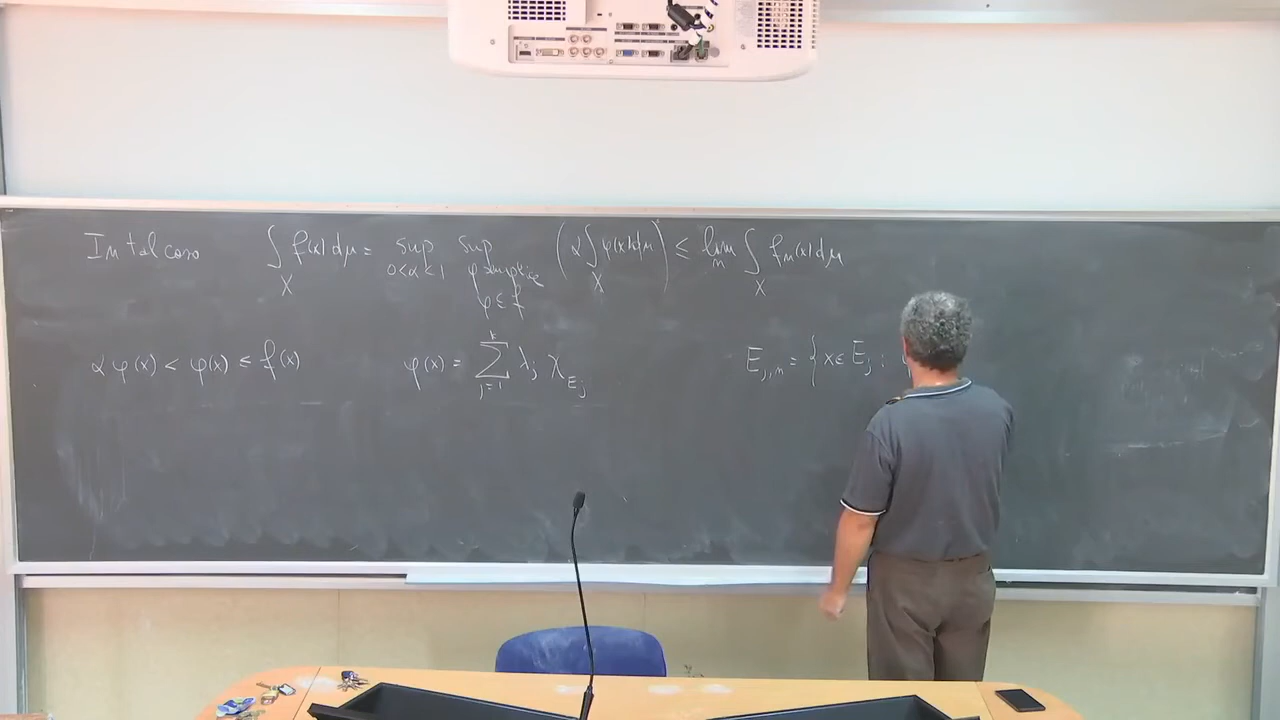 In tal caso ∫_X f(x)dμ = sup_{0<α<1} sup_{φ semplice, φ≤f} (α∫_X φ(x)dμ) ≤ lim_n ∫_X f_n(x)dμ
αφ(x) < φ(x) ≤ f(x) φ(x) = Σ_{j=1}^{k} λ_j χ_{E_j} E_{j,n} = { x∈E_j :